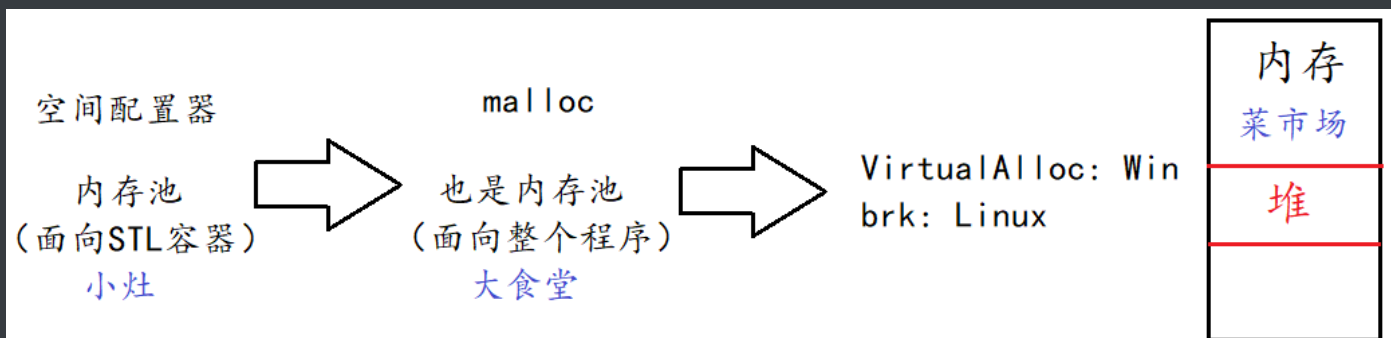 空间配置器
内存池
（面向STL容器）
小灶
malloc
也是内存池
（面向整个程序）
大食堂
VirtualAlloc: Win
brk: Linux
内存
菜市场
堆